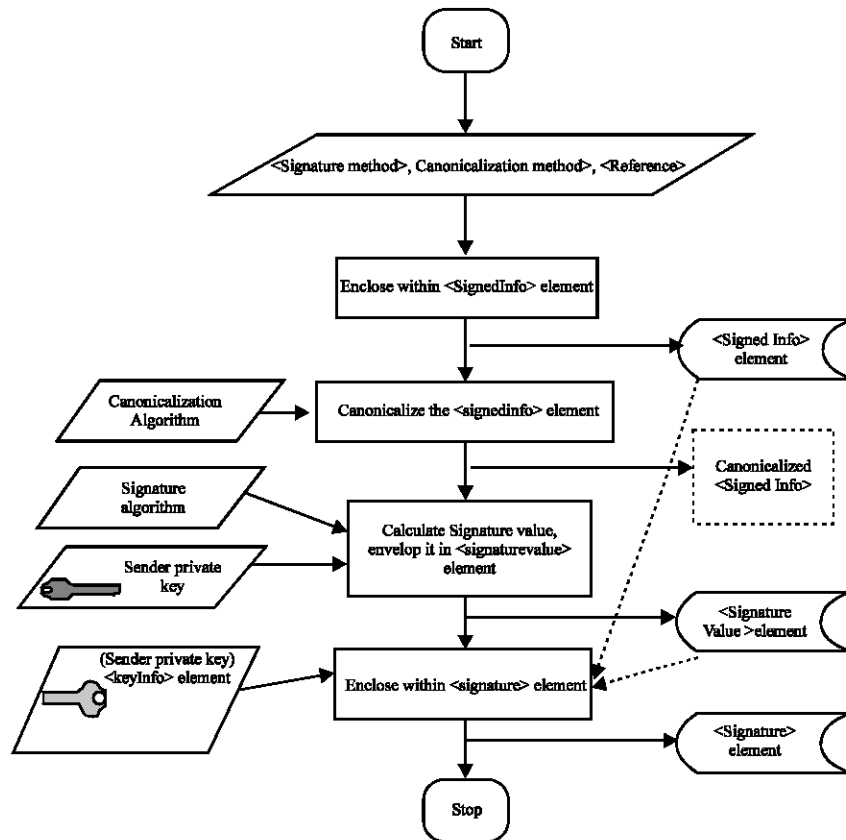 Start
<Signature method>, Canonicalization method>, <Reference>
Enclose within <SignedInfo> element
<Signed Info>
element
Canonicalization
Algorithm
Canonicalize the <signedinfo> element
Canonicalized
<Signed Info>
Signature
algorithm
Calculate Signature value,
envelop it in <signaturevalue>
element
Sender private
key
<Signature
Value >element
(Sender private key)
<keyInfo> element
Enclose within <signature> element
<Signature>
element
Stop